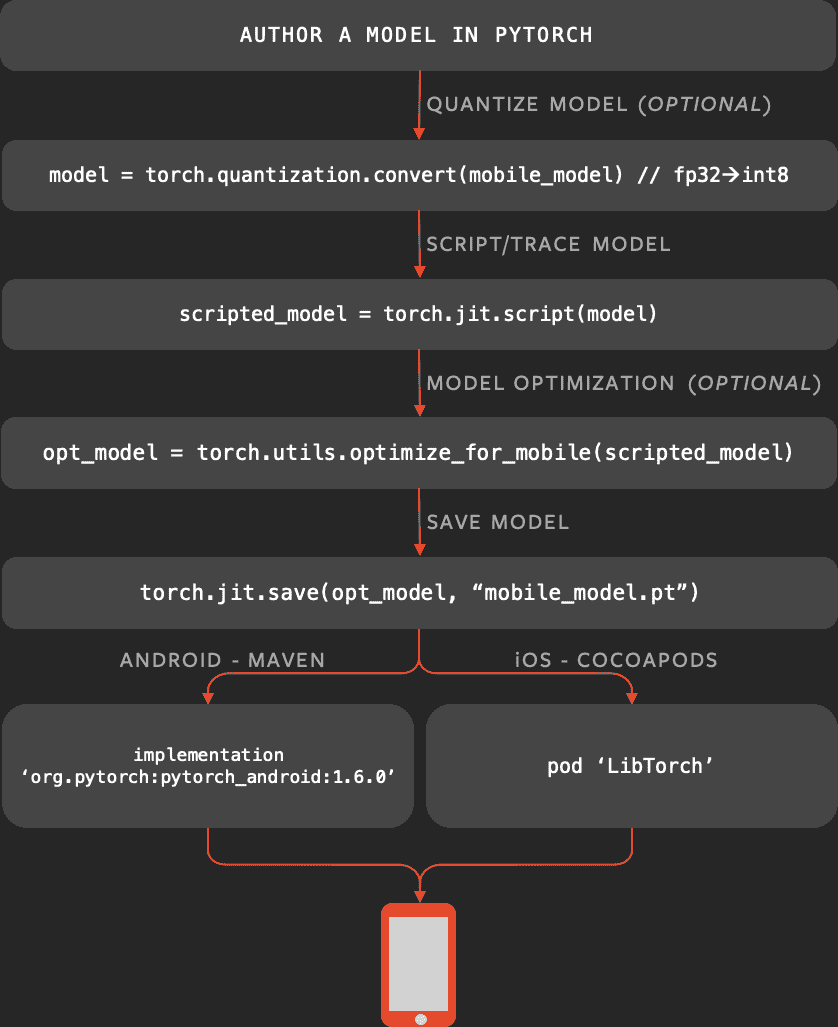 AUTHOR A MODEL IN PYTORCH
QUANTIZE MODEL (OPTIONAL)
model = torch.quantization.convert(mobile_model) // fp32→int8
SCRIPT/TRACE MODEL
scripted_model = torch.jit.script(model)
MODEL OPTIMIZATION (OPTIONAL)
opt_model = torch.utils.optimize_for_mobile(scripted_model)
SAVE MODEL
torch.jit.save(opt_model, “mobile_model.pt”)
ANDROID - MAVEN
iOS - COCOAPODS
implementation
‘org.pytorch:pytorch_android:1.6.0’
pod ‘LibTorch’